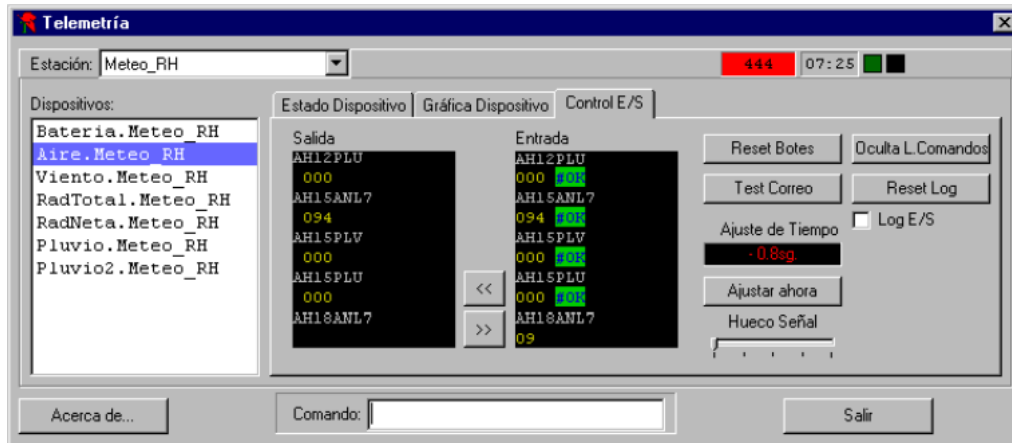 Telemetría
Estación: Meteo_RH
444 07:25
Dispositivos:
Bateria.Meteo_RH
Aire.Meteo_RH
Viento.Meteo_RH
RadTotal.Meteo_RH
RadNeta.Meteo_RH
Pluvio.Meteo_RH
Pluvio2.Meteo_RH
Estado Dispositivo Gráfica Dispositivo Control E/S
Salida
AH12PLU
000
AH15ANL7
094
AH15PLV
000
AH15PLU
000
AH18ANL7
<<
>>
Entrada
AH12PLU
000 #OK
AH15ANL7
094 #OK
AH15PLV
000 #OK
AH15PLU
000 #OK
AH18ANL7
09
Reset Botes Oculta L.Comandos
Test Correo Reset Log
Log E/S
Ajuste de Tiempo
- 0.8sg.
Ajustar ahora
Hueco Señal
Acerca de...
Comando:
Salir